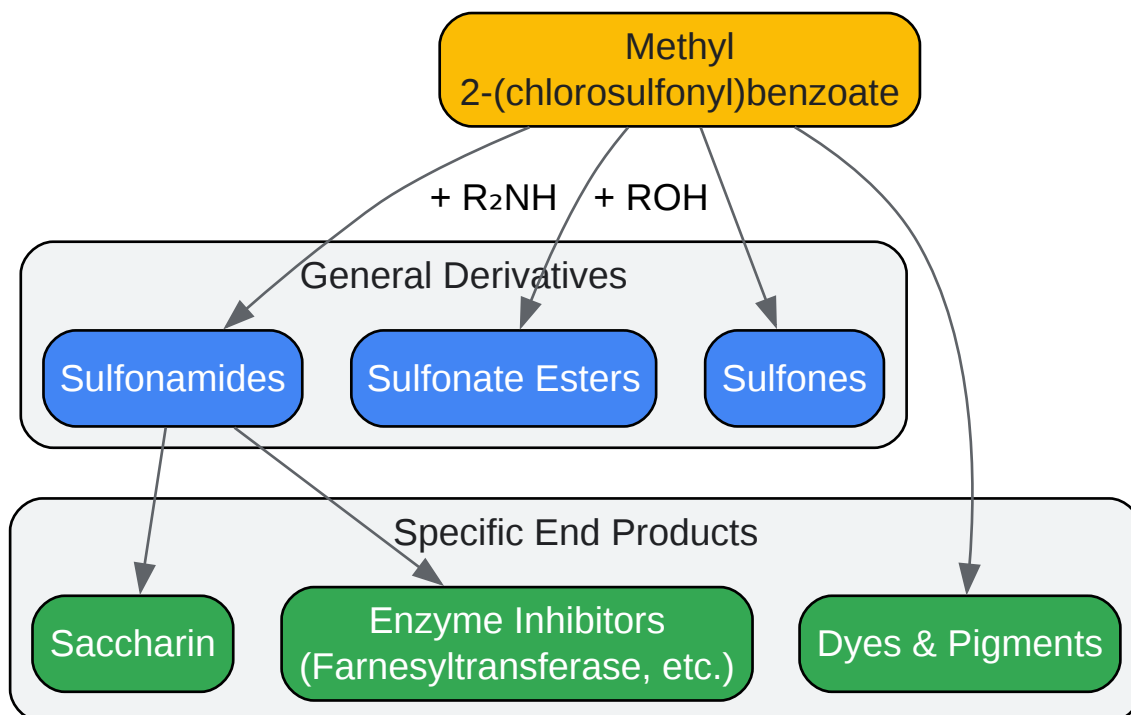 Methyl
2-(chlorosulfonyl)benzoate
+ R₂NH
+ ROH
General Derivatives
Sulfonamides
Sulfonate Esters
Sulfones
Specific End Products
Saccharin
Enzyme Inhibitors
(Farnesyltransferase, etc.)
Dyes & Pigments